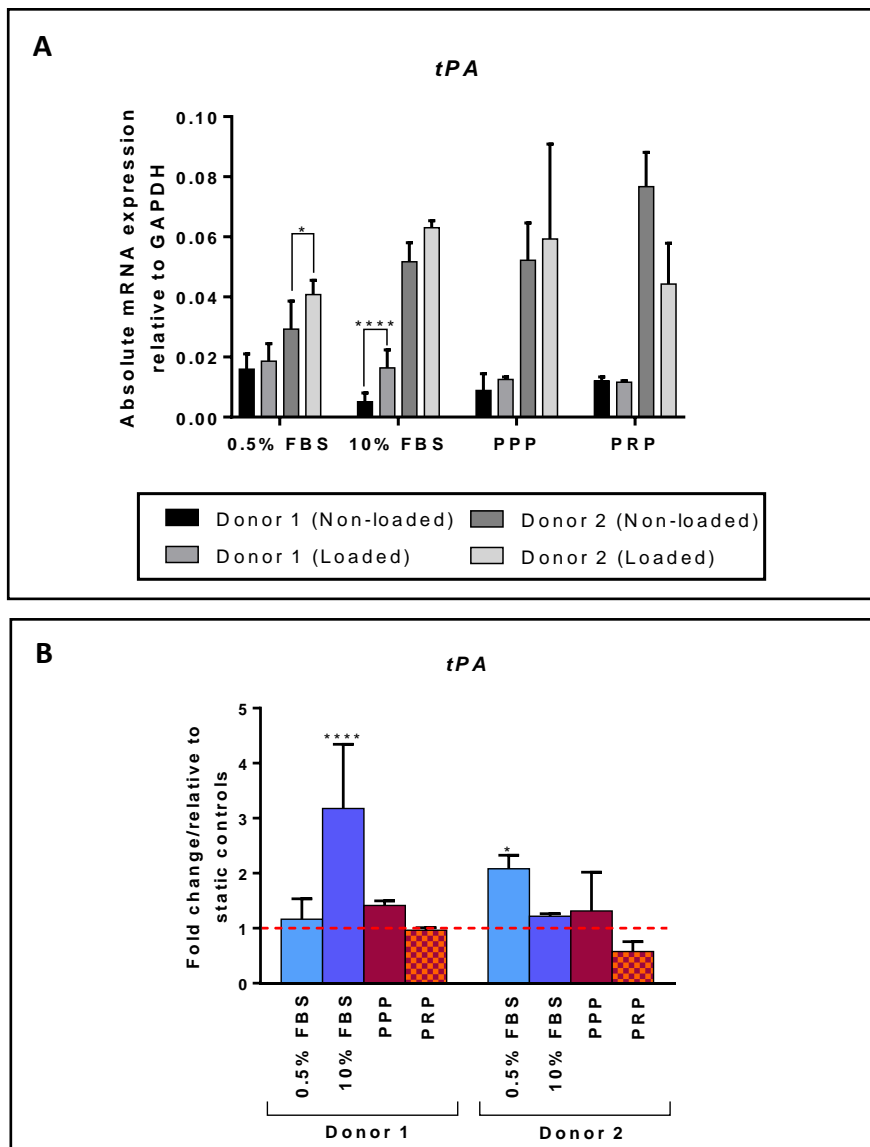 A
tPA
Absolute mRNA expression
relative to GAPDH
0.10
0.08
0.06
0.04
0.02
0.00
*
****
0.5% FBS 10% FBS PPP PRP
Donor 1 (Non-loaded) Donor 2 (Non-loaded)
Donor 1 (Loaded) Donor 2 (Loaded)
B
tPA
Fold change/relative to
static controls
5
4
3
2
1
0
****
*
0.5% FBS
10% FBS
PPP
PRP
0.5% FBS
10% FBS
PPP
PRP
Donor 1 Donor 2